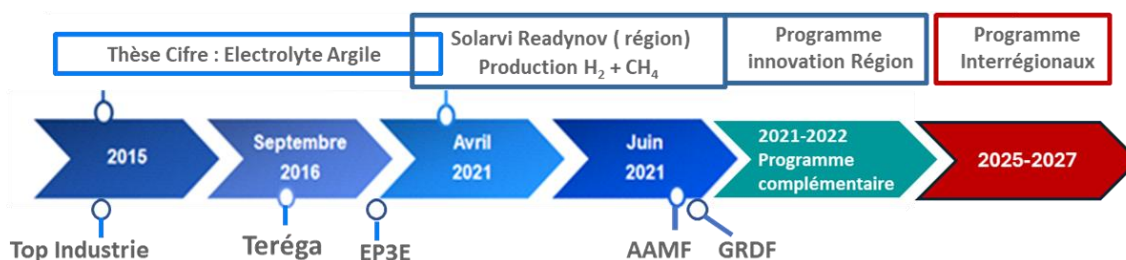 Thèse Cifre : Electrolyte Argile
Solarvi Readynov ( région)
Production H₂ + CH₄
Programme
innovation Région
Programme
Interrégionaux
2015
Septembre
2016
Avril
2021
Juin
2021
2021-2022
Programme
complémentaire
2025-2027
Top Industrie
Teréga
EP3E
AAMF
GRDF